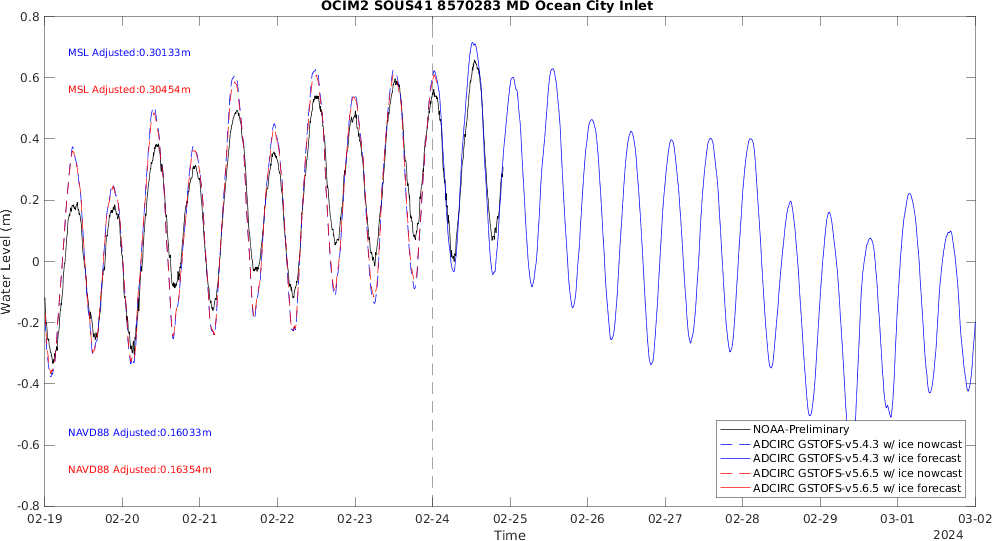 OCIM2 SOUS41 8570283 MD Ocean City Inlet
MSL Adjusted:0.30133m
MSL Adjusted:0.30454m
NAVD88 Adjusted:0.16033m
NAVD88 Adjusted:0.16354m
Water Level (m)
0.8
0.6
0.4
0.2
0
-0.2
-0.4
-0.6
-0.8
NOAA-Preliminary
ADCIRC GSTOFS-v5.4.3 w/ ice nowcast
ADCIRC GSTOFS-v5.4.3 w/ ice forecast
ADCIRC GSTOFS-v5.6.5 w/ ice nowcast
ADCIRC GSTOFS-v5.6.5 w/ ice forecast
02-19 02-20 02-21 02-22 02-23 02-24 02-25 02-26 02-27 02-28 02-29 03-01 03-02
Time
2024